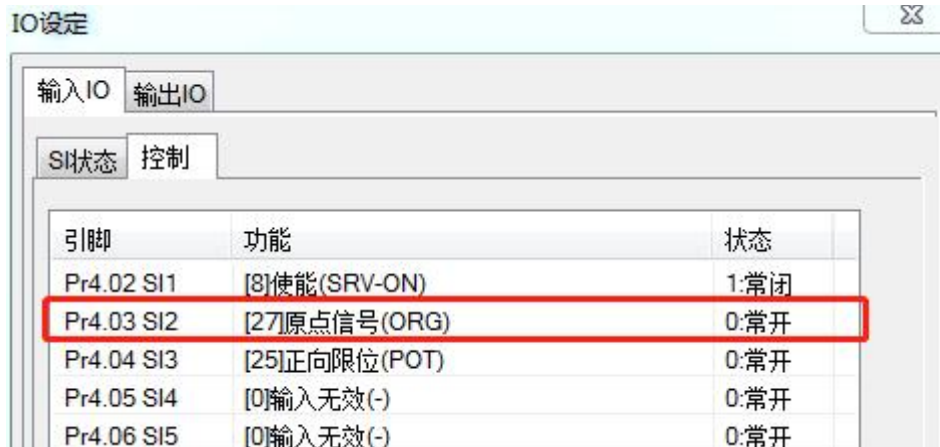 IO设定
输入IO 输出IO
SI状态 控制
引脚 功能 状态
Pr4.02 SI1 [8]使能(SRV-ON) 1:常闭
Pr4.03 SI2 [27]原点信号(ORG) 0:常开
Pr4.04 SI3 [25]正向限位(POT) 0:常开
Pr4.05 SI4 [0]输入无效(-) 0:常开
Pr4.06 SI5 [0]输入无效(-) 0:常开